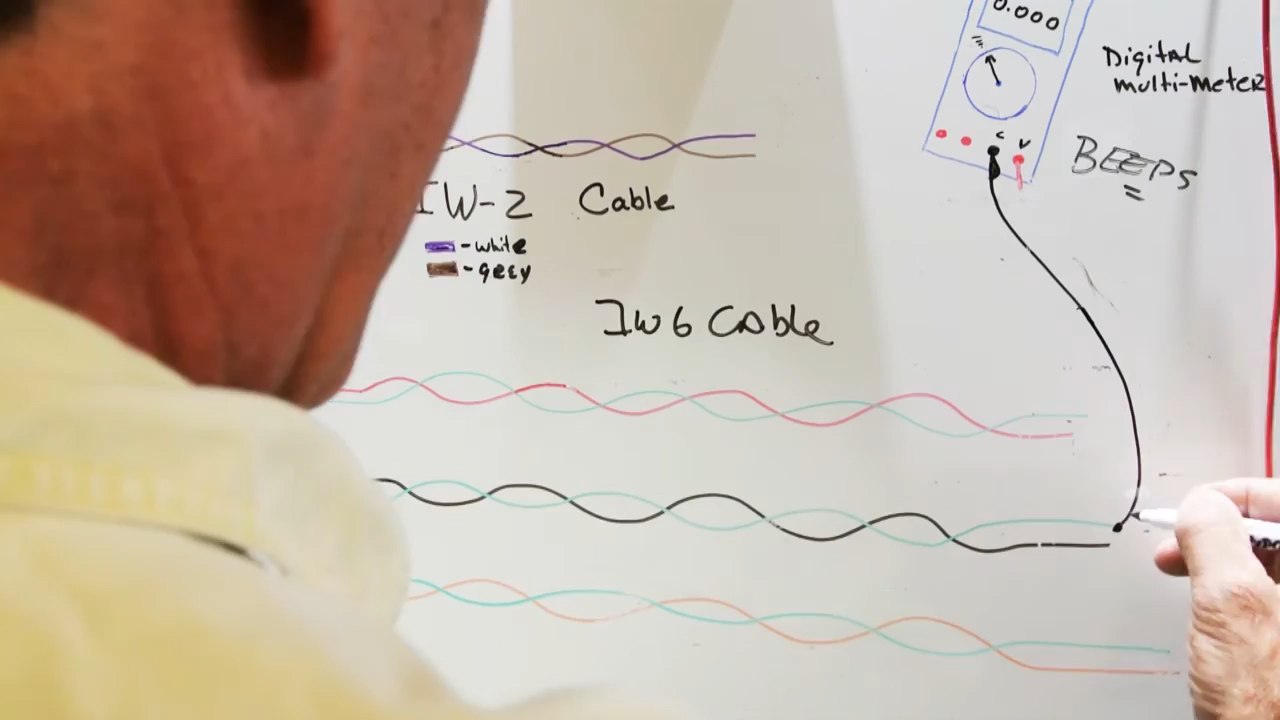 0.000
Digital
multi-meter
C V
BEEPS
IW-2 Cable
- white
- grey
IW6 Cable